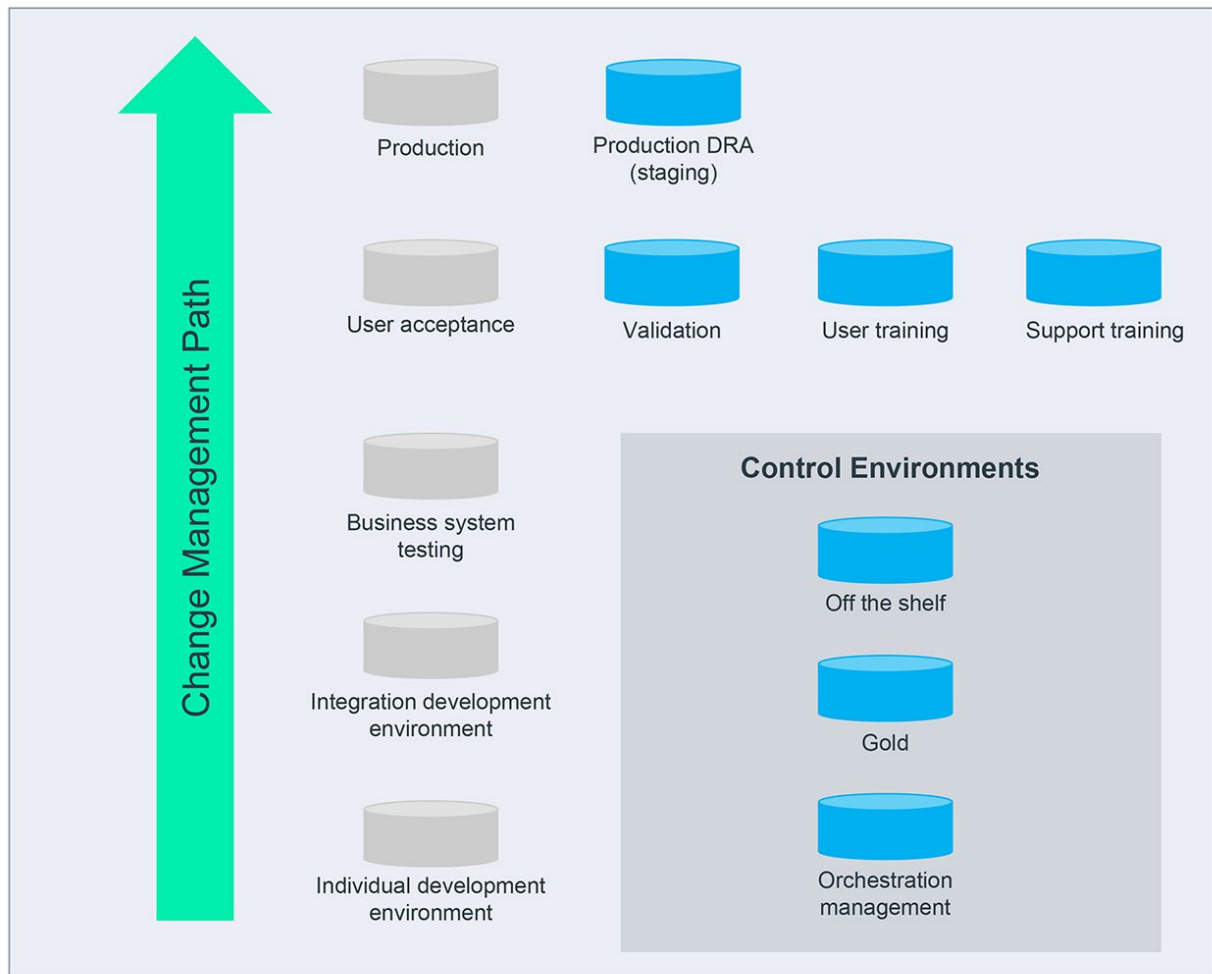 Change Management Path
Production
Production DRA
(staging)
User acceptance
Validation
User training
Support training
Business system
testing
Integration development
environment
Individual development
environment
Control Environments
Off the shelf
Gold
Orchestration
management